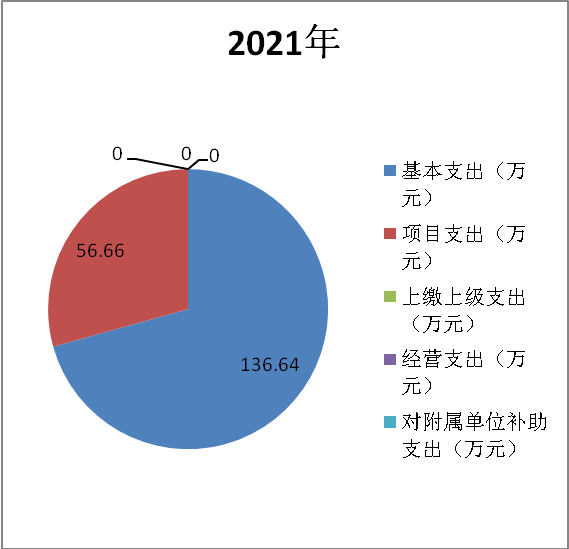 2021年
0
0
0
56.66
136.64
基本支出（万
元）
项目支出（万
元）
上缴上级支出
（万元）
经营支出（万
元）
对附属单位补助
支出（万元）